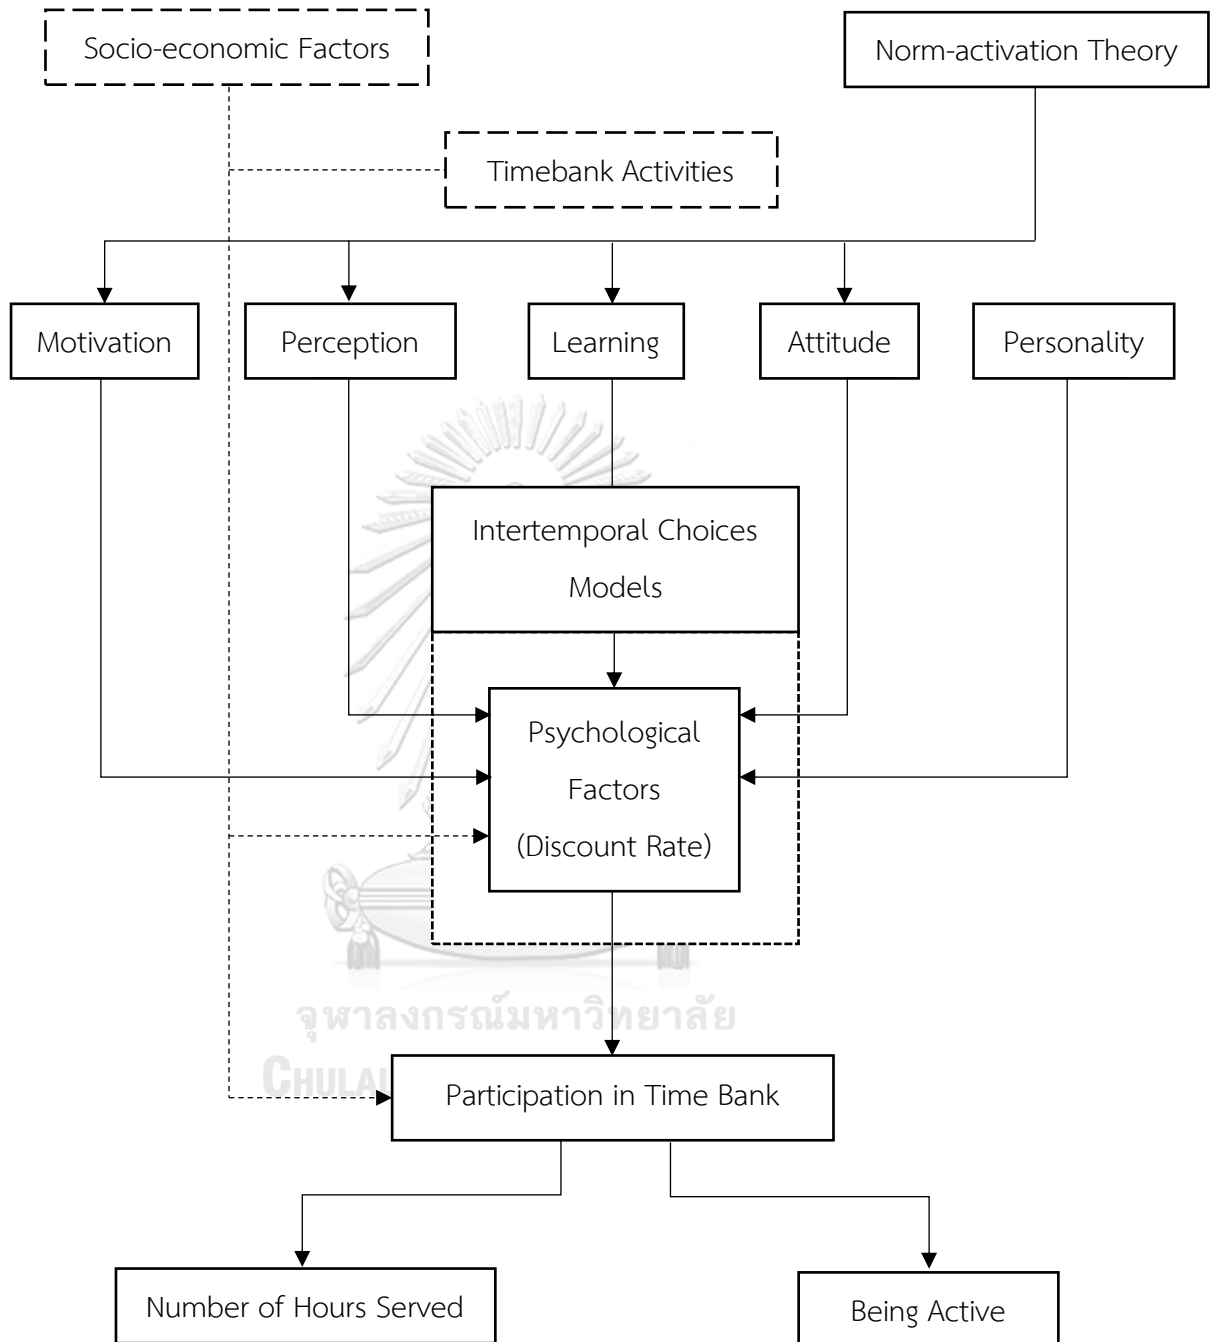 Socio-economic Factors
Norm-activation Theory
Timebank Activities
Motivation
Perception
Learning
Attitude
Personality
Intertemporal Choices
Models
Psychological
Factors
(Discount Rate)
จุฬาลงกรณ์มหาวิทยาลัย
CHULAL
Participation in Time Bank
Number of Hours Served
Being Active